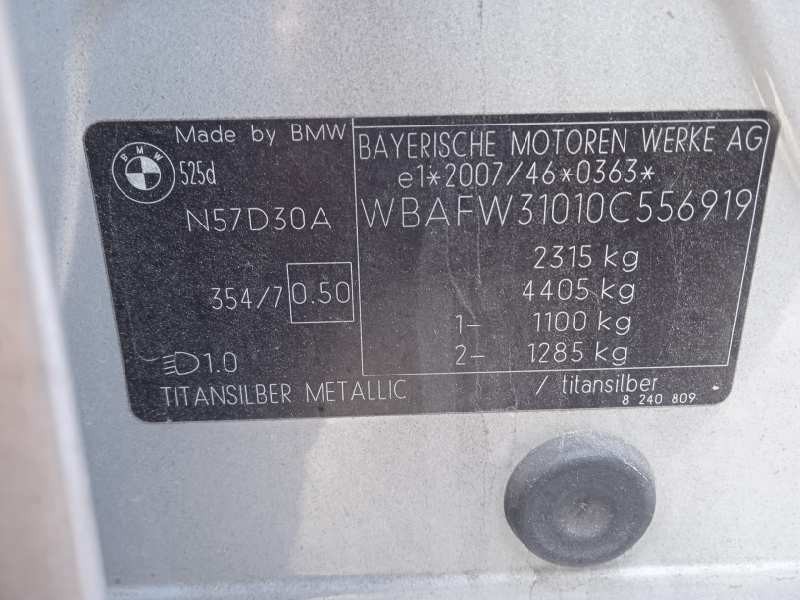 Made by BMW
BMW
525d
N57D30A
354/7 0.50
1.0
TITANSILBER METALLIC
BAYERISCHE MOTOREN WERKE AG
e1*2007/46*0363*
WBAFW31010C556919
2315 kg
4405 kg
1- 1100 kg
2- 1285 kg
/ titansilber
8 240 809